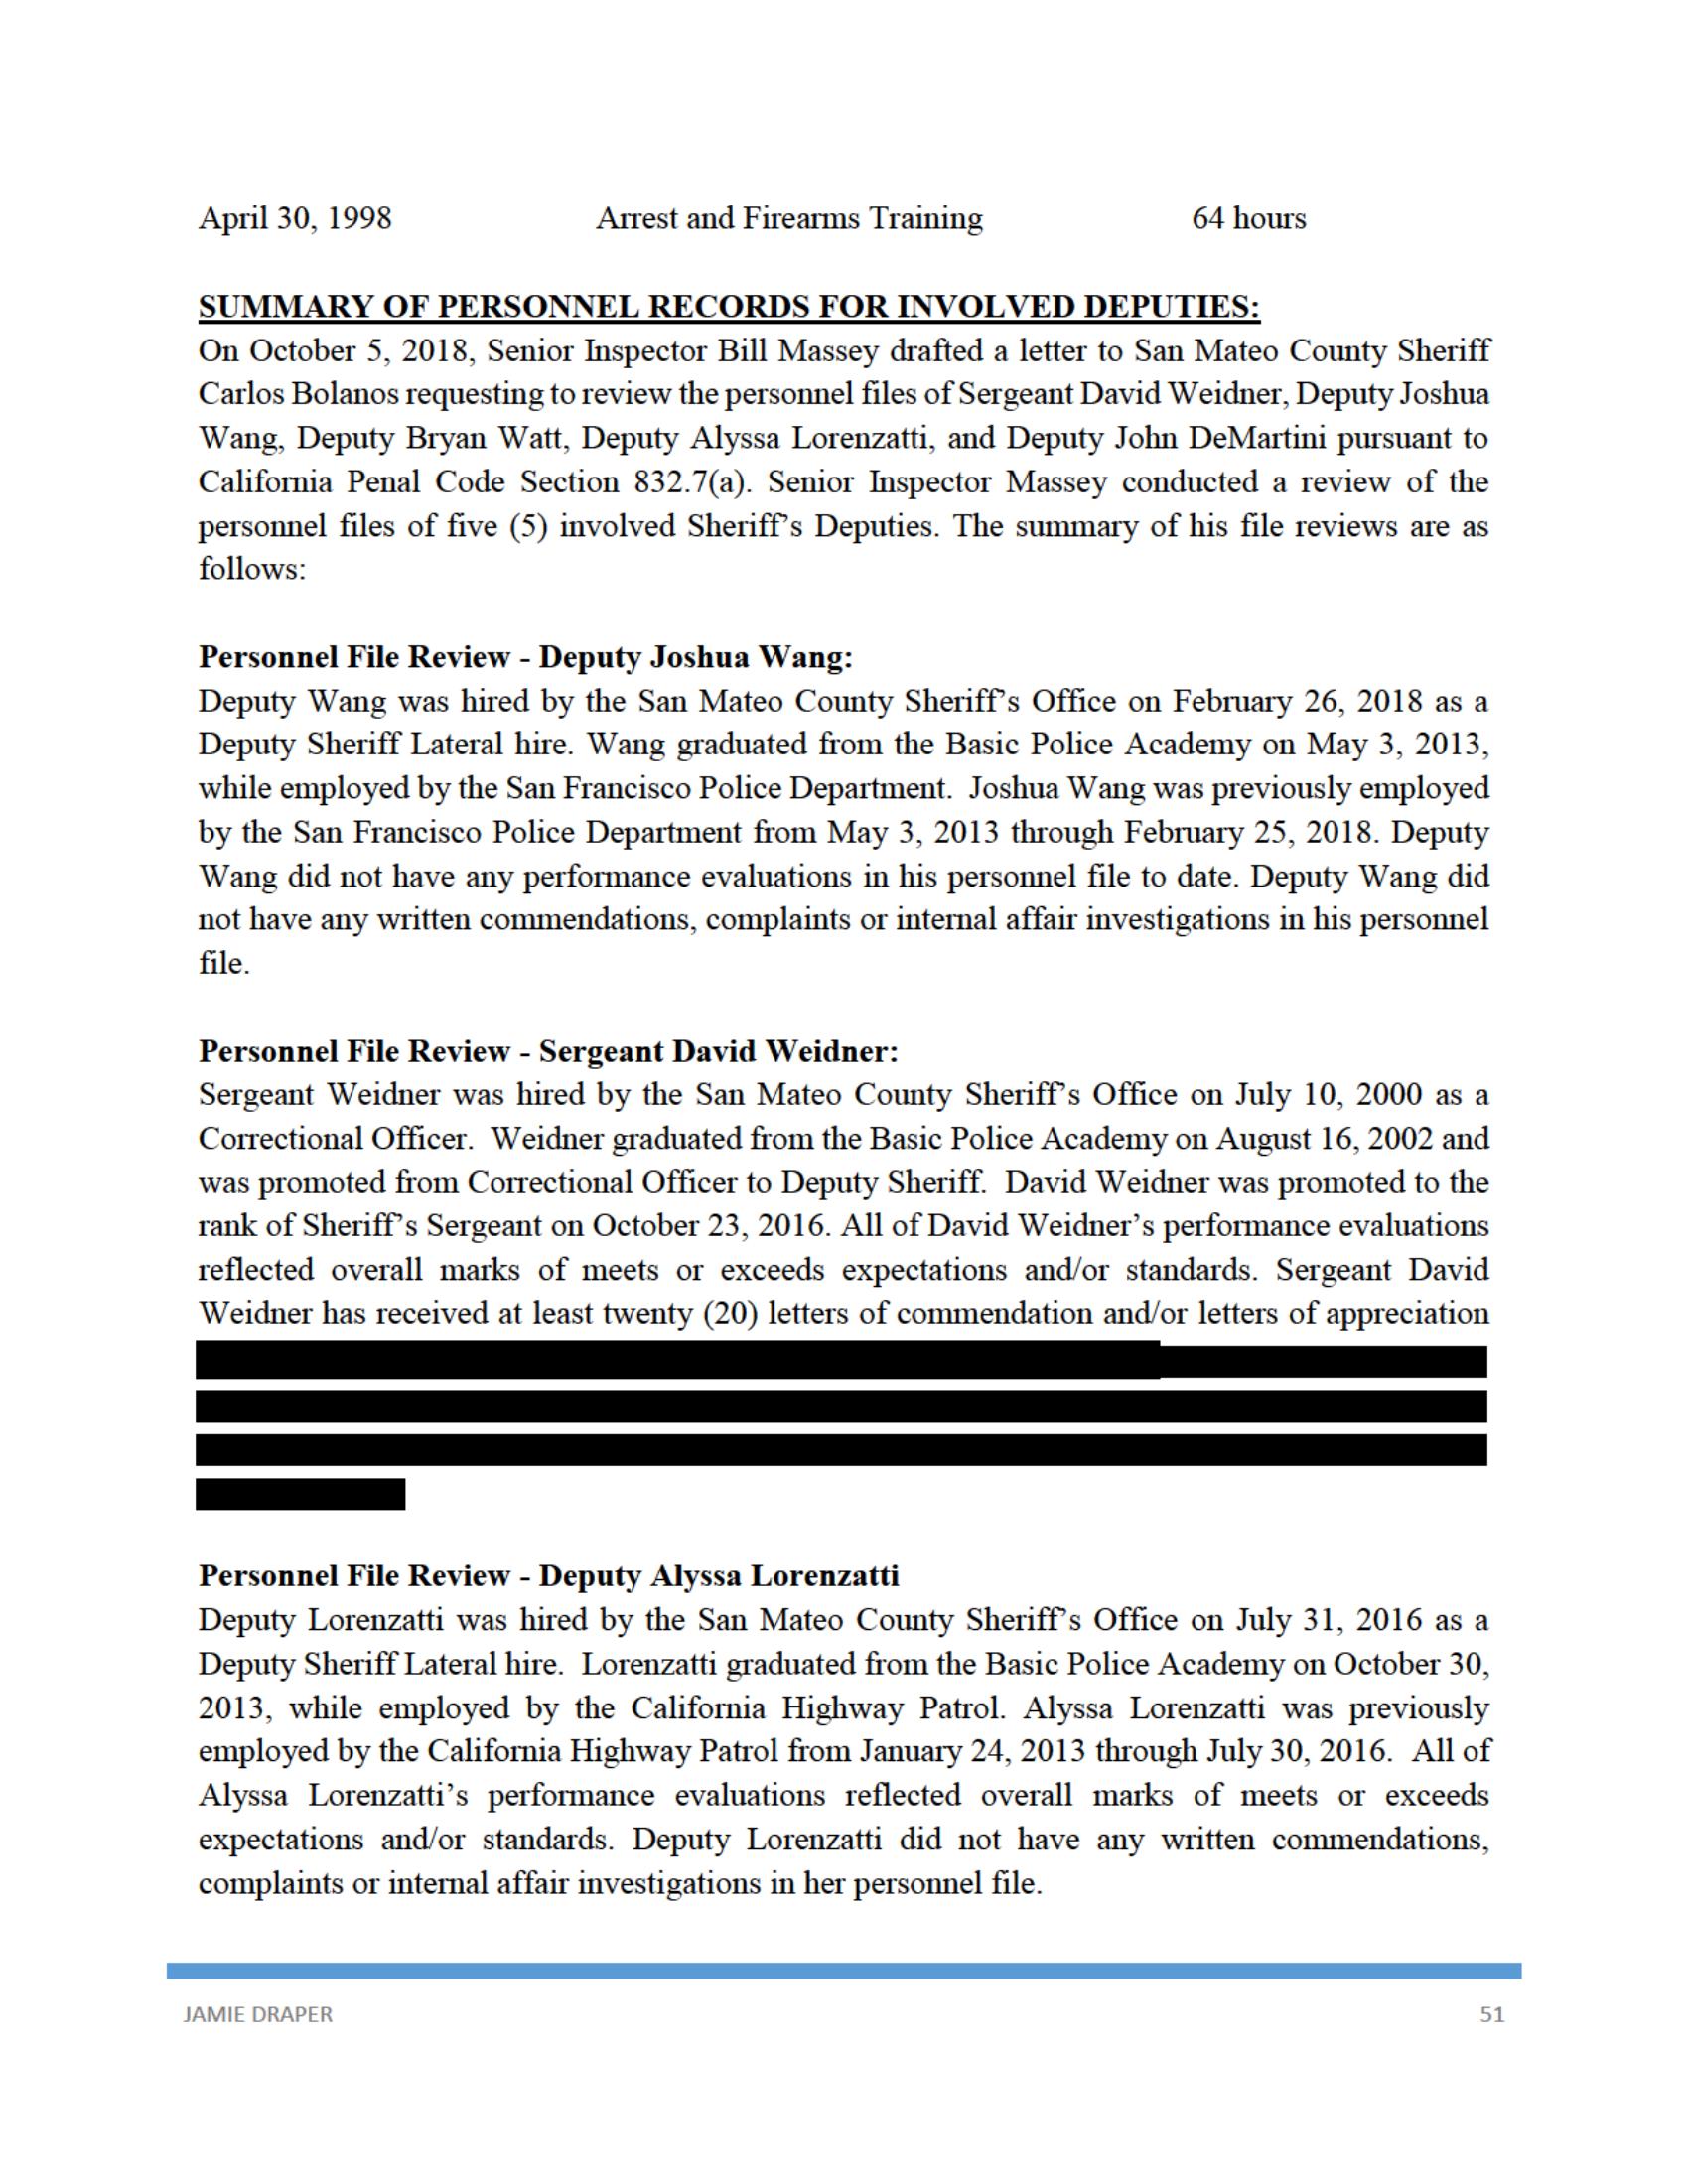 April 30, 1998 Arrest and Firearms Training 64 hours
SUMMARY OF PERSONNEL RECORDS FOR INVOLVED DEPUTIES:
On October 5, 2018, Senior Inspector Bill Massey drafted a letter to San Mateo County Sheriff
Carlos Bolanos requesting to review the personnel files of Sergeant David Weidner, Deputy Joshua
Wang, Deputy Bryan Watt, Deputy Alyssa Lorenzatti, and Deputy John DeMartini pursuant to
California Penal Code Section 832.7(a). Senior Inspector Massey conducted a review of the
personnel files of five (5) involved Sheriff’s Deputies. The summary of his file reviews are as
follows:
Personnel File Review - Deputy Joshua Wang:
Deputy Wang was hired by the San Mateo County Sheriff’s Office on February 26, 2018 as a
Deputy Sheriff Lateral hire. Wang graduated from the Basic Police Academy on May 3, 2013,
while employed by the San Francisco Police Department.  Joshua Wang was previously employed
by the San Francisco Police Department from May 3, 2013 through February 25, 2018. Deputy
Wang did not have any performance evaluations in his personnel file to date. Deputy Wang did
not have any written commendations, complaints or internal affair investigations in his personnel
file.
Personnel File Review - Sergeant David Weidner:
Sergeant Weidner was hired by the San Mateo County Sheriff’s Office on July 10, 2000 as a
Correctional Officer.  Weidner graduated from the Basic Police Academy on August 16, 2002 and
was promoted from Correctional Officer to Deputy Sheriff.  David Weidner was promoted to the
rank of Sheriff’s Sergeant on October 23, 2016. All of David Weidner’s performance evaluations
reflected overall marks of meets or exceeds expectations and/or standards. Sergeant David
Weidner has received at least twenty (20) letters of commendation and/or letters of appreciation
Personnel File Review - Deputy Alyssa Lorenzatti
Deputy Lorenzatti was hired by the San Mateo County Sheriff’s Office on July 31, 2016 as a
Deputy Sheriff Lateral hire.  Lorenzatti graduated from the Basic Police Academy on October 30,
2013, while employed by the California Highway Patrol. Alyssa Lorenzatti was previously
employed by the California Highway Patrol from January 24, 2013 through July 30, 2016.  All of
Alyssa Lorenzatti’s performance evaluations reflected overall marks of meets or exceeds
expectations and/or standards. Deputy Lorenzatti did not have any written commendations,
complaints or internal affair investigations in her personnel file.
JAMIE DRAPER 51